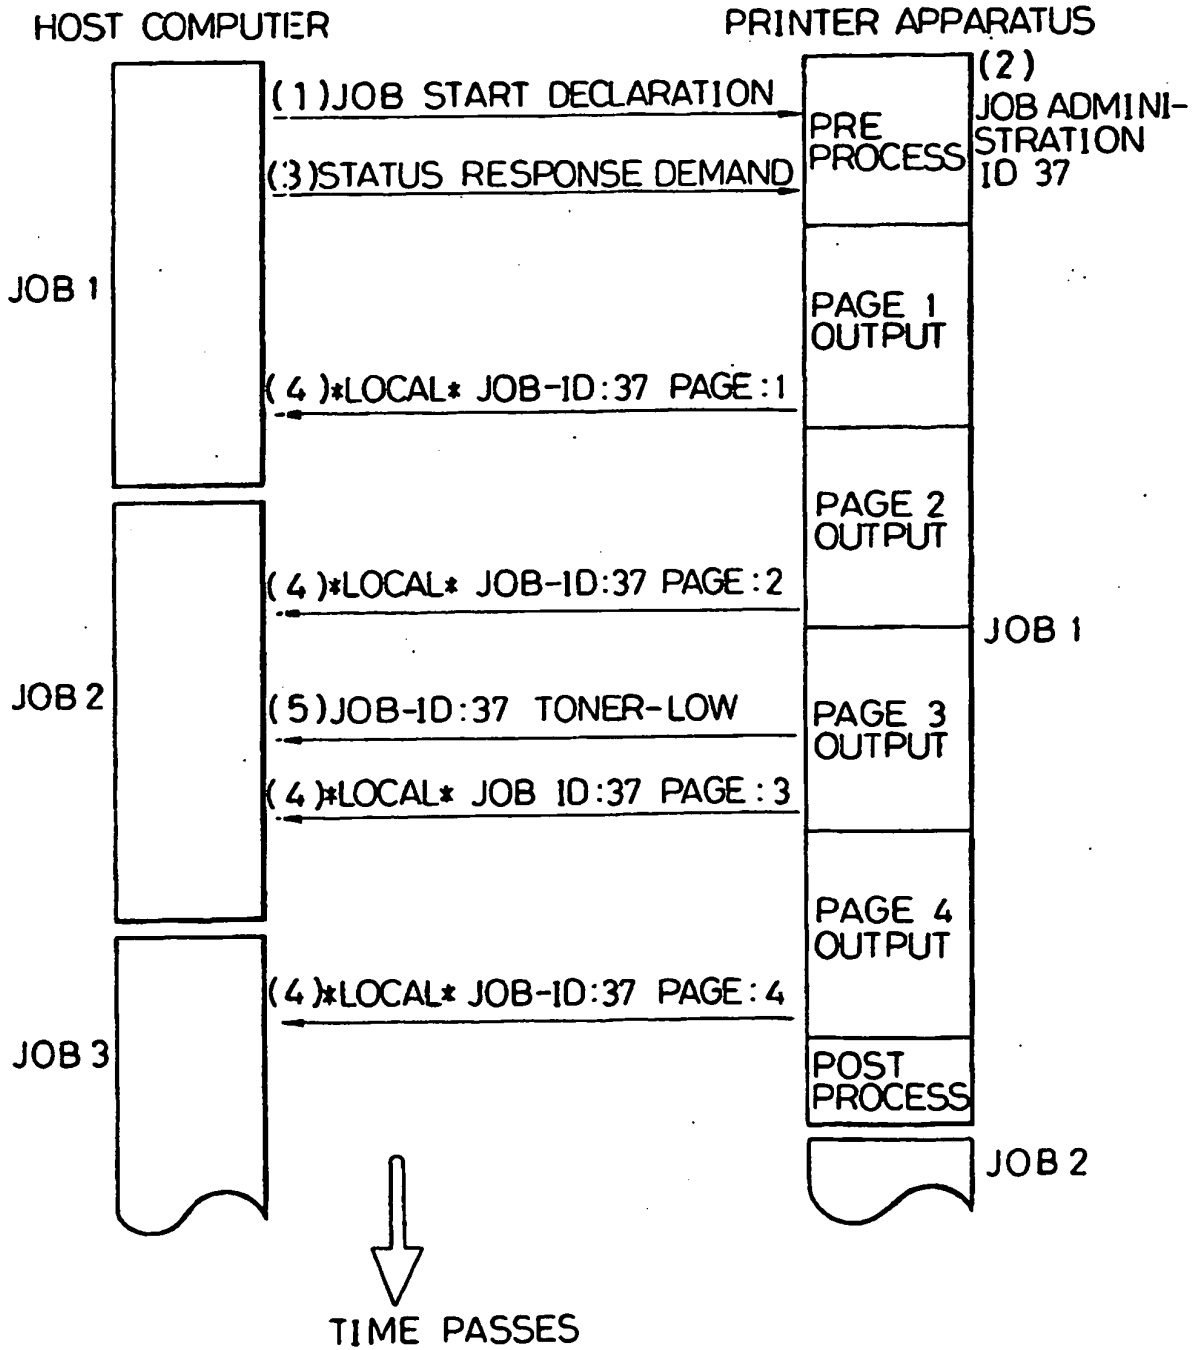 HOST COMPUTER
PRINTER APPARATUS
(1)JOB START DECLARATION
(2)
JOB ADMINI-
STRATION
ID 37
PRE
PROCESS
(3)STATUS RESPONSE DEMAND
JOB 1
PAGE 1
OUTPUT
(4)*LOCAL* JOB-ID:37 PAGE:1
PAGE 2
OUTPUT
(4)*LOCAL* JOB-ID:37 PAGE:2
JOB 1
JOB 2
(5)JOB-ID:37 TONER-LOW
PAGE 3
OUTPUT
(4)*LOCAL* JOB ID:37 PAGE:3
PAGE 4
OUTPUT
(4)*LOCAL* JOB-ID:37 PAGE:4
JOB 3
POST
PROCESS
JOB 2
TIME PASSES